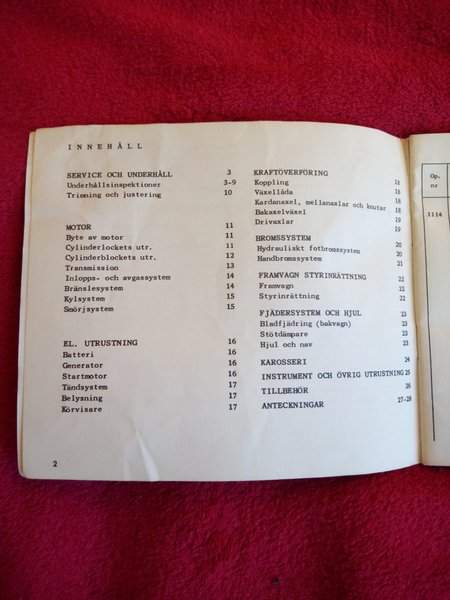 INNEHÅLL
SERVICE OCH UNDERHÅLL 3
Underhållsinspektioner 3-9
Trimning och justering 10
MOTOR 11
Byte av motor 11
Cylinderlockets utr. 11
Cylinderblockets utr. 12
Transmission 13
Inlopps- och avgassystem 14
Bränslesystem 14
Kylsystem 15
Smörjsystem 15
EL. UTRUSTNING 16
Batteri 16
Generator 16
Startmotor 16
Tändsystem 17
Belysning 17
Körvisare 17
2
KRAFTÖVERFÖRING
Koppling 18
Växellåda 18
Kardanaxel, mellanaxlar och knutar 18
Bakaxelväxel 19
Drivaxlar 19
BROMSSYSTEM
Hydrauliskt fotbromssystem 20
Handbromssystem 21
FRAMVAGN STYRINRÄTTNING 22
Framvagn 22
Styrinrättning 22
FJÄDERSYSTEM OCH HJUL 23
Bladfjädring (bakvagn) 23
Stötdämpare 23
Hjul och nav 23
KAROSSERI 24
INSTRUMENT OCH ÖVRIG UTRUSTNING 25
TILLBEHÖR 26
ANTECKNINGAR 27-28
Op.
nr
1114